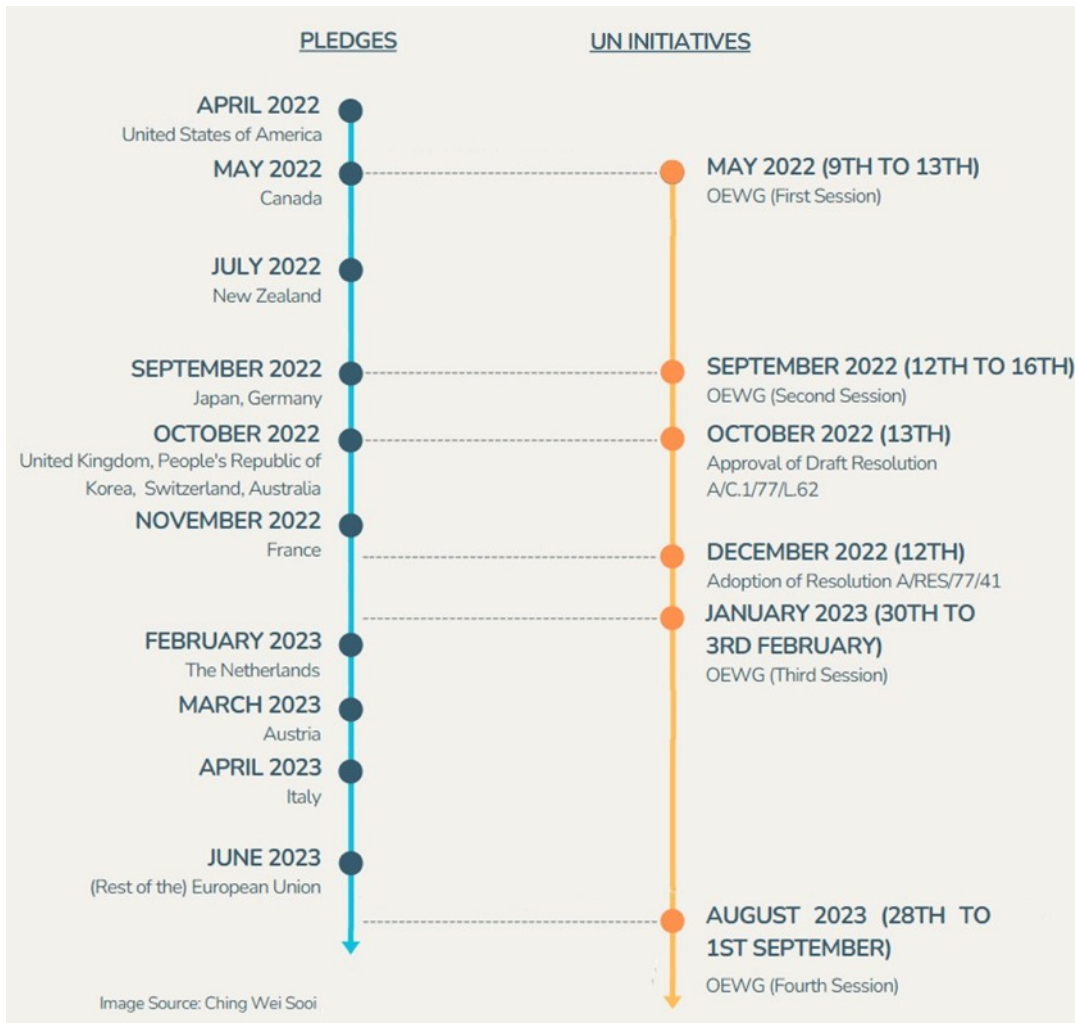 PLEDGES
UN INITIATIVES
APRIL 2022
United States of America
MAY 2022
Canada
MAY 2022 (9TH TO 13TH)
OEWG (First Session)
JULY 2022
New Zealand
SEPTEMBER 2022
Japan, Germany
SEPTEMBER 2022 (12TH TO 16TH)
OEWG (Second Session)
OCTOBER 2022
United Kingdom, People's Republic of
Korea, Switzerland, Australia
OCTOBER 2022 (13TH)
Approval of Draft Resolution
A/C.1/77/L.62
NOVEMBER 2022
France
DECEMBER 2022 (12TH)
Adoption of Resolution A/RES/77/41
JANUARY 2023 (30TH TO
3RD FEBRUARY)
OEWG (Third Session)
FEBRUARY 2023
The Netherlands
MARCH 2023
Austria
APRIL 2023
Italy
JUNE 2023
(Rest of the) European Union
AUGUST 2023 (28TH TO
1ST SEPTEMBER)
OEWG (Fourth Session)
Image Source: Ching Wei Sooi